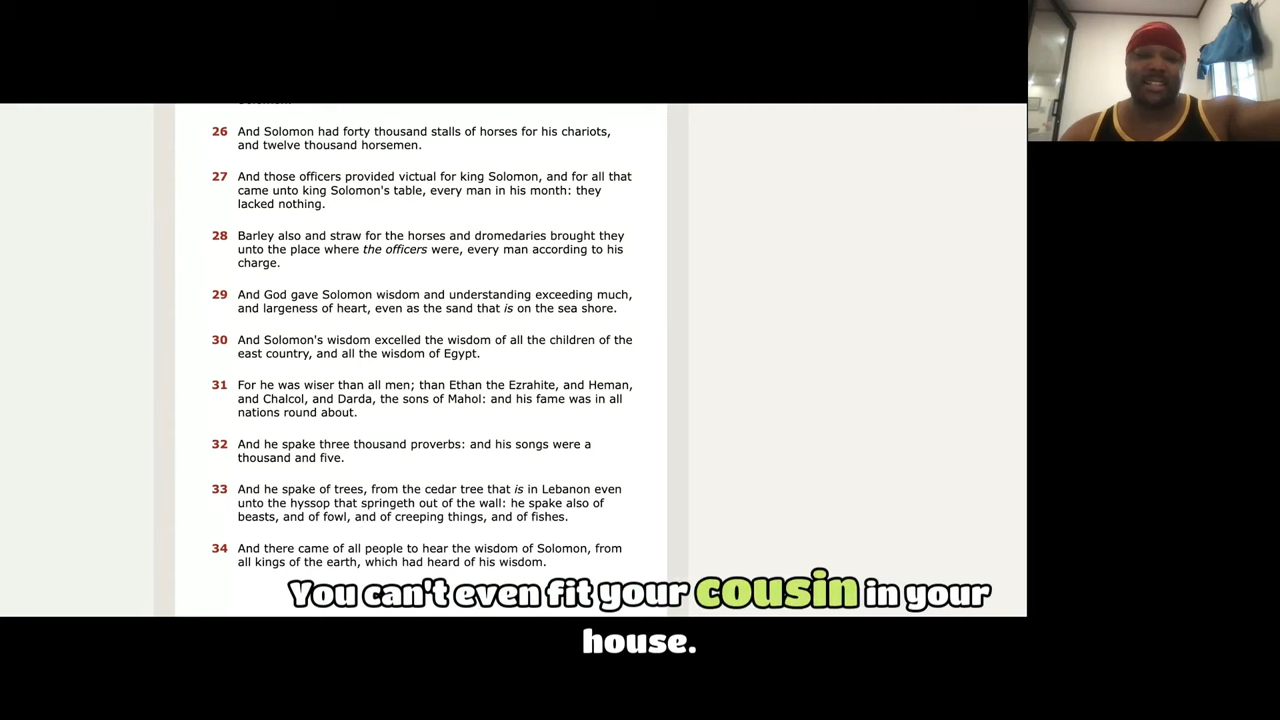 26 And Solomon had forty thousand stalls of horses for his chariots,
and twelve thousand horsemen.
27 And those officers provided victual for king Solomon, and for all that
came unto king Solomon's table, every man in his month: they
lacked nothing.
28 Barley also and straw for the horses and dromedaries brought they
unto the place where the officers were, every man according to his
charge.
29 And God gave Solomon wisdom and understanding exceeding much,
and largeness of heart, even as the sand that is on the sea shore.
30 And Solomon's wisdom excelled the wisdom of all the children of the
east country, and all the wisdom of Egypt.
31 For he was wiser than all men; than Ethan the Ezrahite, and Heman,
and Chalcol, and Darda, the sons of Mahol: and his fame was in all
nations round about.
32 And he spake three thousand proverbs: and his songs were a
thousand and five.
33 And he spake of trees, from the cedar tree that is in Lebanon even
unto the hyssop that springeth out of the wall: he spake also of
beasts, and of fowl, and of creeping things, and of fishes.
34 And there came of all people to hear the wisdom of Solomon, from
all kings of the earth, which had heard of his wisdom.
You can't even fit your cousin in your
house.